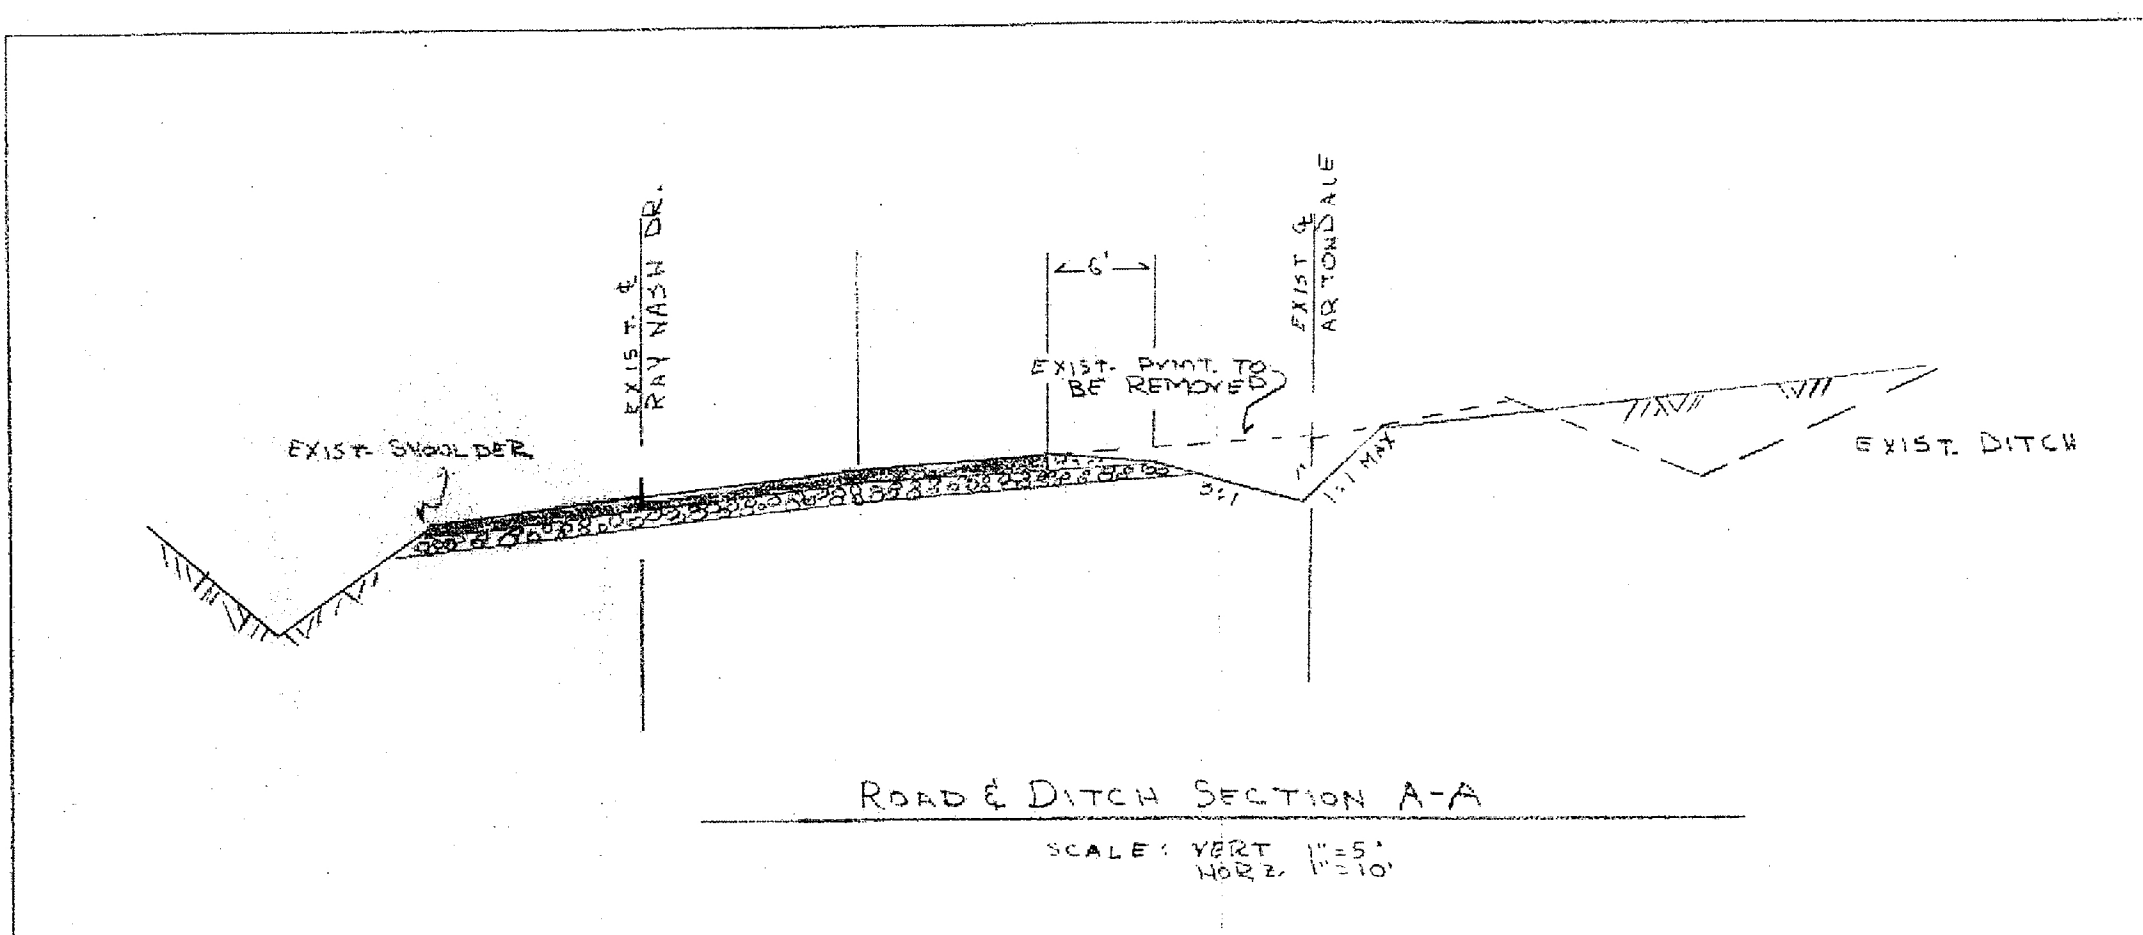 EXIST. ℄
RAY NASH DR.
EXIST ℄
ARTONDALE
6'
EXIST. PVMT. TO
BE REMOVED
EXIST. SHOULDER
3:1
1:1 MAX
EXIST. DITCH
ROAD & DITCH SECTION A-A
SCALE: VERT 1"=5'
HORZ. 1"=10'